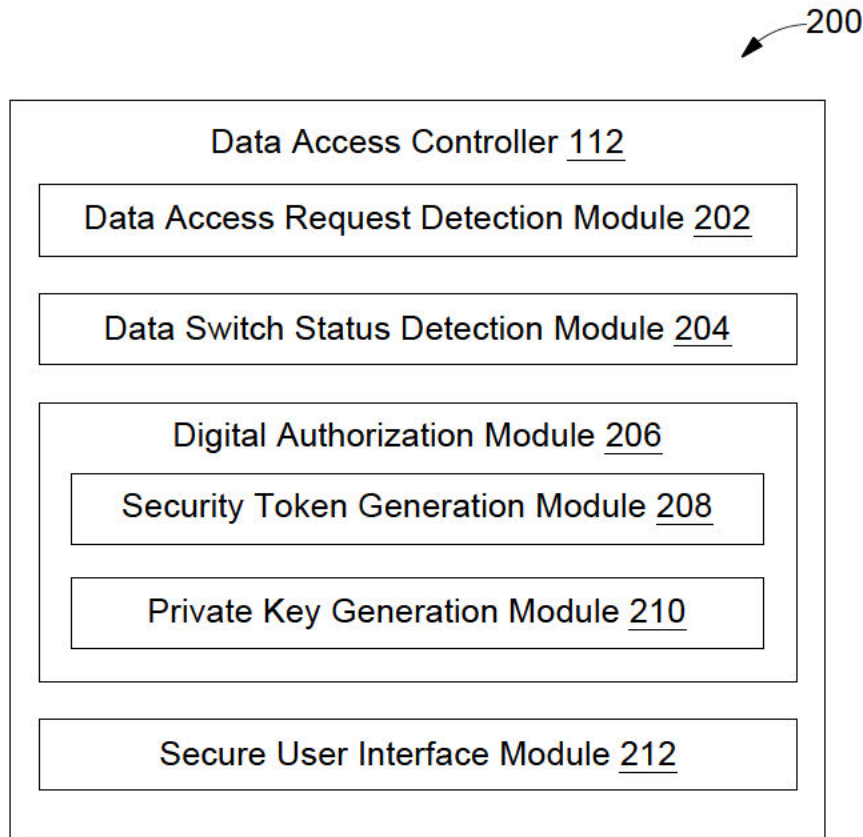 200
Data Access Controller 112
Data Access Request Detection Module 202
Data Switch Status Detection Module 204
Digital Authorization Module 206
Security Token Generation Module 208
Private Key Generation Module 210
Secure User Interface Module 212